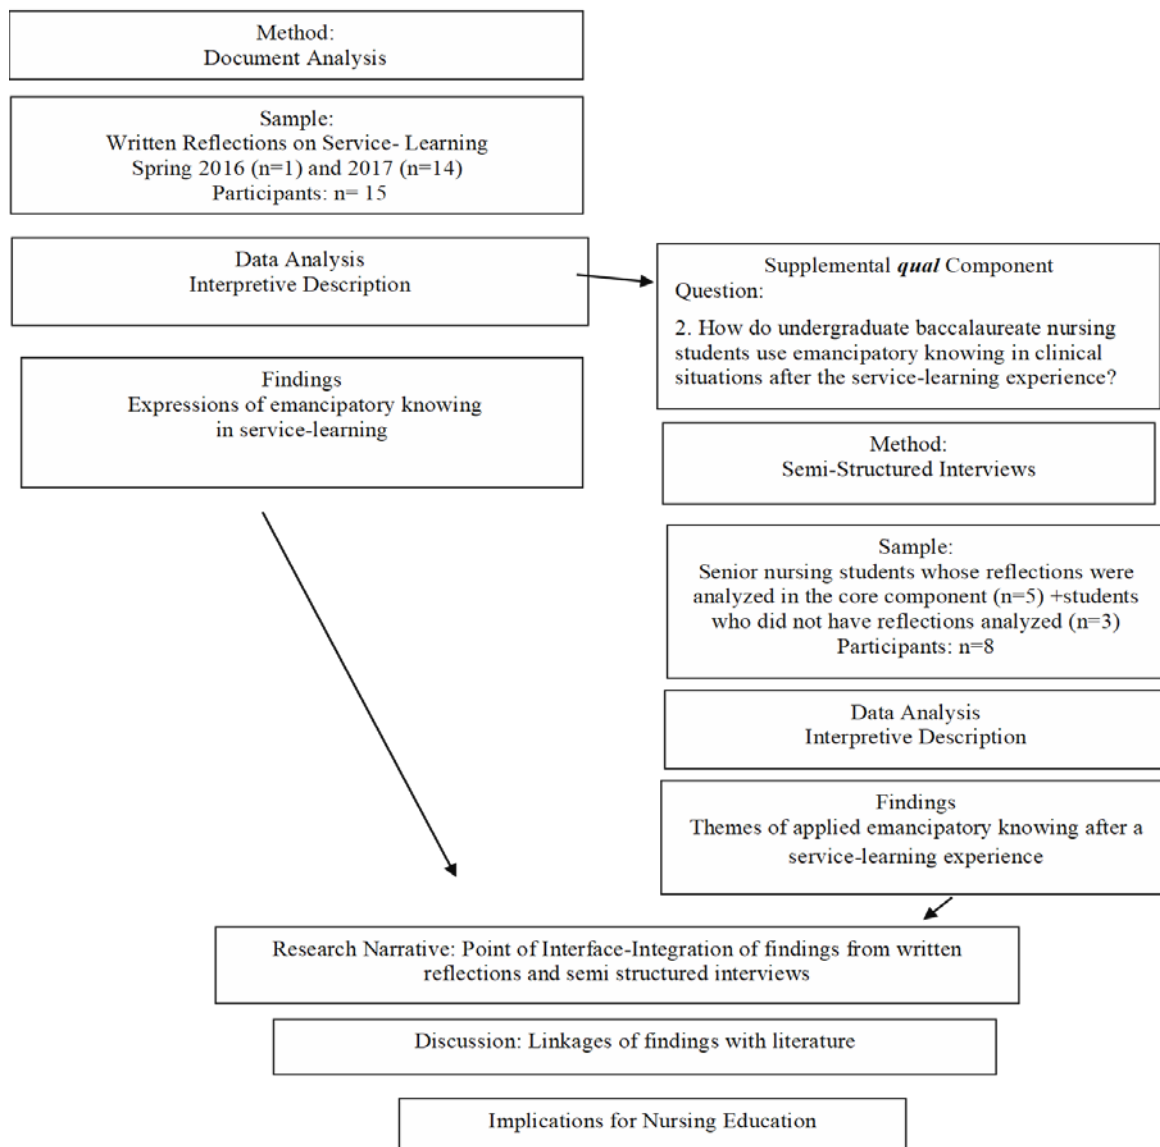 Method:
Document Analysis
Sample:
Written Reflections on Service- Learning
Spring 2016 (n=1) and 2017 (n=14)
Participants: n= 15
Data Analysis
Interpretive Description
Findings
Expressions of emancipatory knowing
in service-learning
Supplemental qual Component
Question:
2. How do undergraduate baccalaureate nursing
students use emancipatory knowing in clinical
situations after the service-learning experience?
Method:
Semi-Structured Interviews
Sample:
Senior nursing students whose reflections were
analyzed in the core component (n=5) +students
who did not have reflections analyzed (n=3)
Participants: n=8
Data Analysis
Interpretive Description
Findings
Themes of applied emancipatory knowing after a
service-learning experience
Research Narrative: Point of Interface-Integration of findings from written
reflections and semi structured interviews
Discussion: Linkages of findings with literature
Implications for Nursing Education